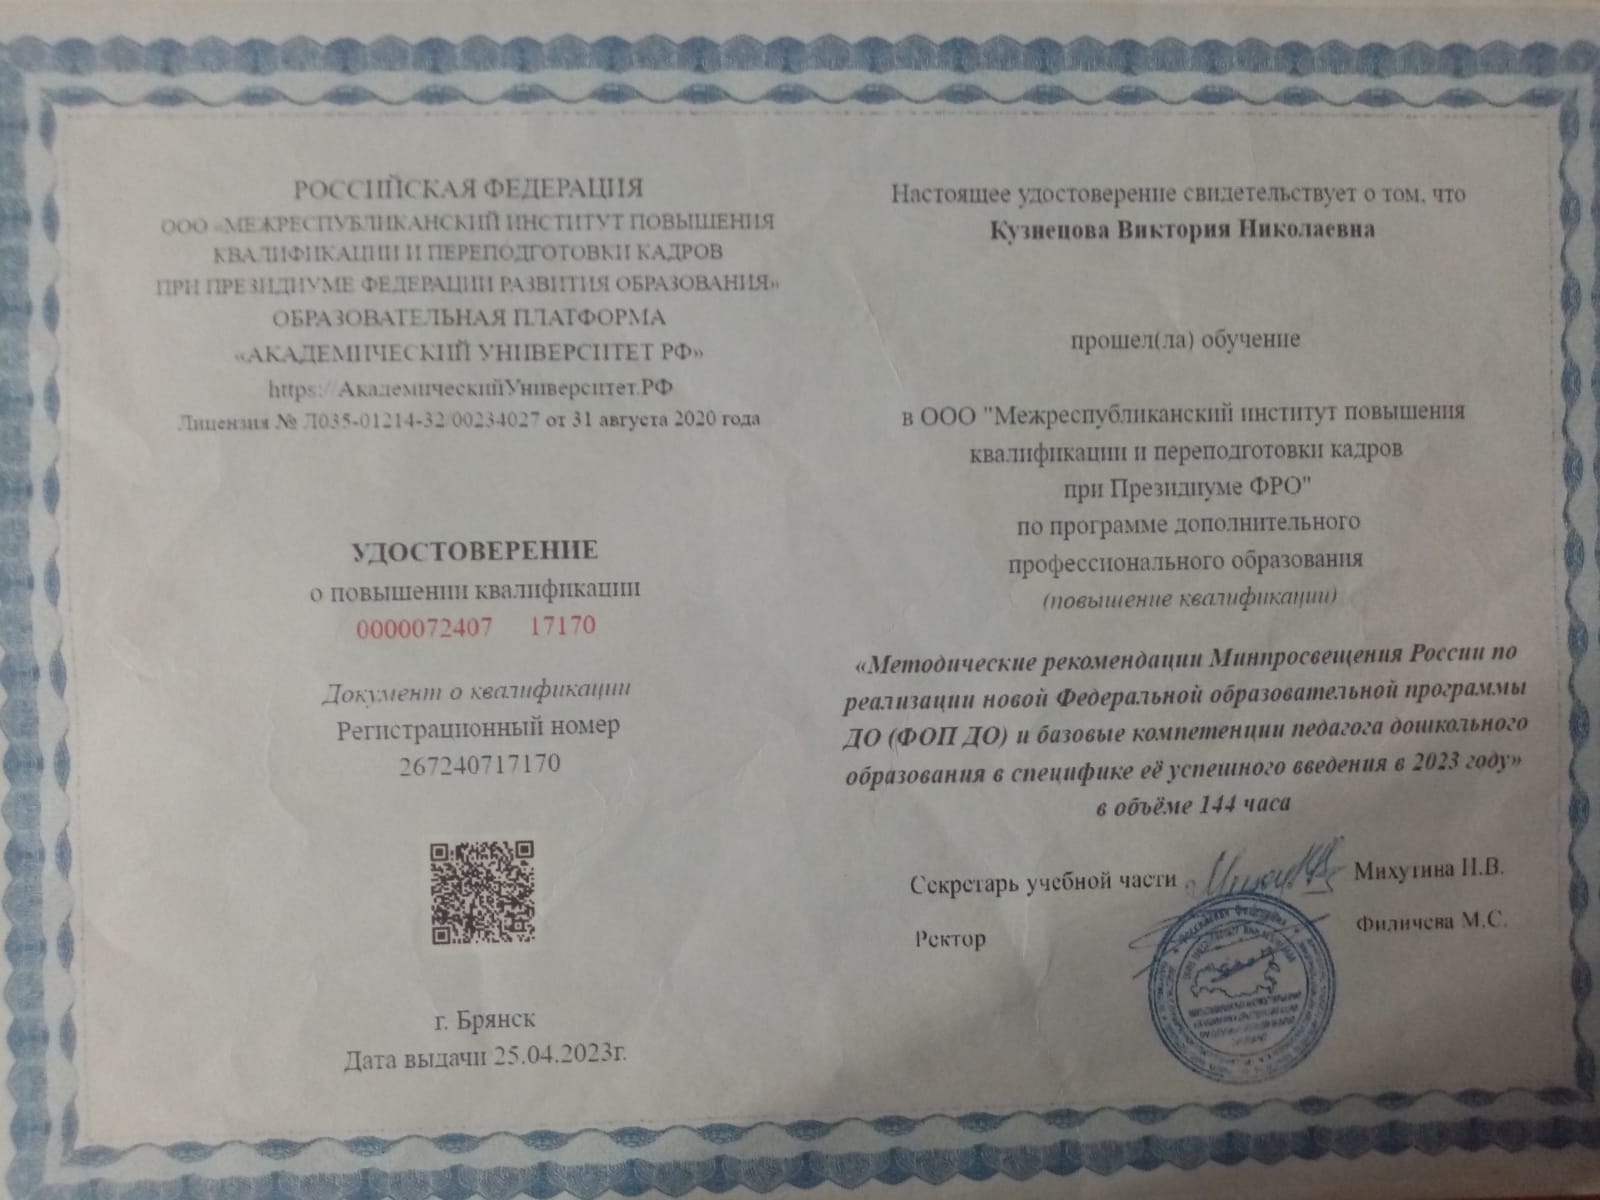 РОССИЙСКАЯ ФЕДЕРАЦИЯ
ООО «МЕЖРЕСПУБЛИКАНСКИЙ ИНСТИТУТ ПОВЫШЕНИЯ
КВАЛИФИКАЦИИ И ПЕРЕПОДГОТОВКИ КАДРОВ
ПРИ ПРЕЗИДИУМЕ ФЕДЕРАЦИИ РАЗВИТИЯ ОБРАЗОВАНИЯ»
ОБРАЗОВАТЕЛЬНАЯ ПЛАТФОРМА
«АКАДЕМИЧЕСКИЙ УНИВЕРСИТЕТ РФ»
https://АкадемическийУниверситет.РФ
Лицензия № Л035-01214-32/00234027 от 31 августа 2020 года
УДОСТОВЕРЕНИЕ
о повышении квалификации
0000072407 17170
Документ о квалификации
Регистрационный номер
267240717170
г. Брянск
Дата выдачи 25.04.2023г.
Настоящее удостоверение свидетельствует о том, что
Кузнецова Виктория Николаевна
прошел(ла) обучение
в ООО "Межреспубликанский институт повышения
квалификации и переподготовки кадров
при Президиуме ФРО"
по программе дополнительного
профессионального образования
(повышение квалификации)
«Методические рекомендации Минпросвещения России по
реализации новой Федеральной образовательной программы
ДО (ФОП ДО) и базовые компетенции педагога дошкольного
образования в специфике её успешного введения в 2023 году»
в объёме 144 часа
Секретарь учебной части Михутина Н.В.
Ректор Филичева М.С.
Российская Федерация